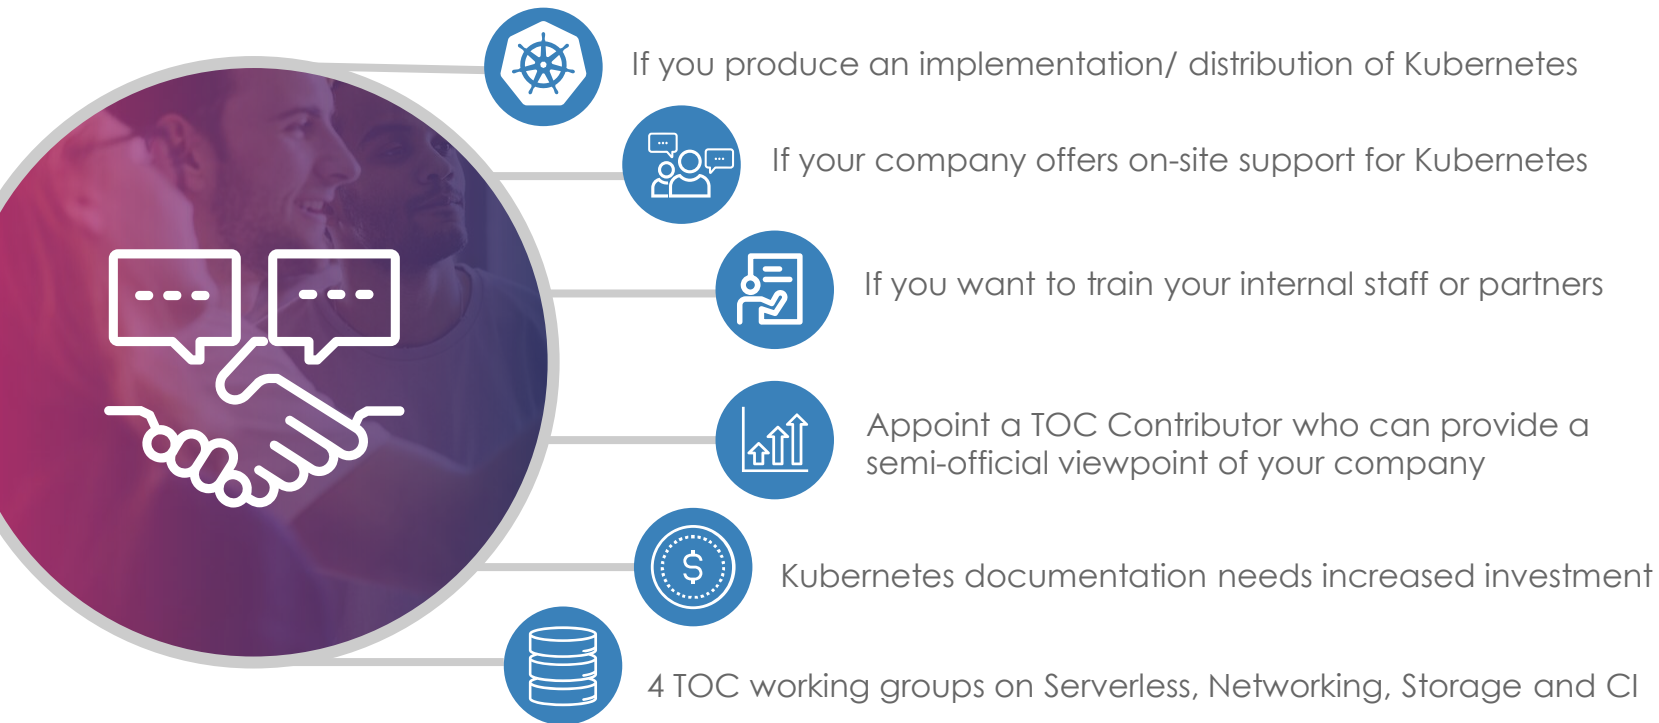 If you produce an implementation/ distribution of Kubernetes
If your company offers on-site support for Kubernetes
If you want to train your internal staff or partners
Appoint a TOC Contributor who can provide a
semi-official viewpoint of your company
$
Kubernetes documentation needs increased investment
4 TOC working groups on Serverless, Networking, Storage and CI